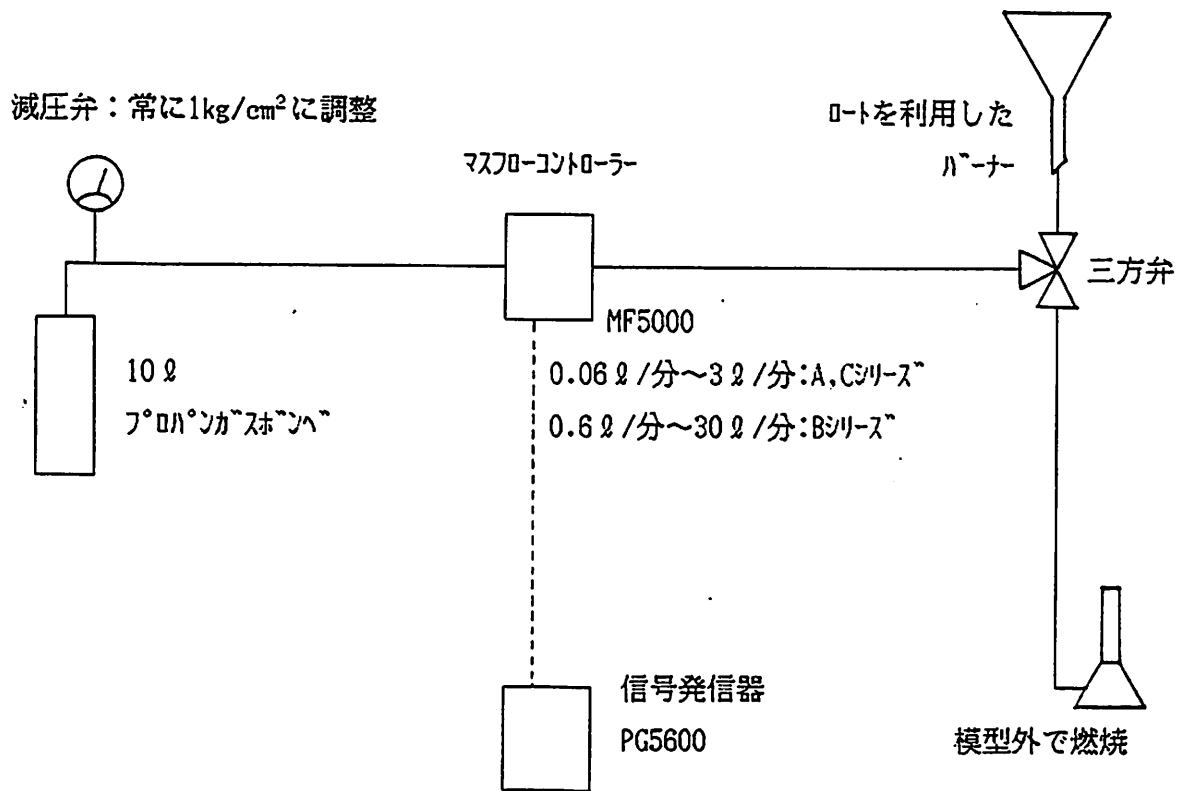 減圧弁：常に1kg/cm²に調整
ﾛｰﾄを利用した
ﾊﾞｰﾅｰ
ﾏｽﾌﾛｰｺﾝﾄﾛｰﾗｰ
三方弁
MF5000
10ℓ
ﾌﾟﾛﾊﾟﾝｶﾞｽﾎﾞﾝﾍﾞ
0.06ℓ/分～3ℓ/分:A,Cｼﾘｰｽﾞ
0.6ℓ/分～30ℓ/分:Bｼﾘｰｽﾞ
信号発信器
PG5600
模型外で燃焼